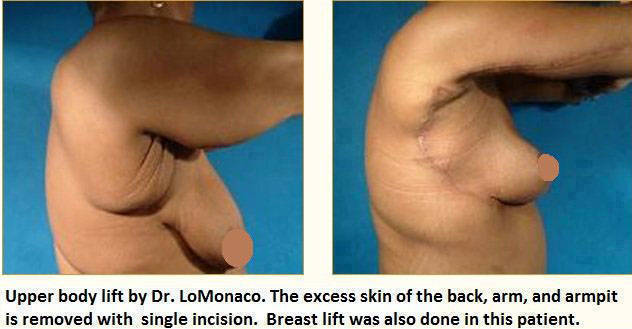 Upper body lift by Dr. LoMonaco. The excess skin of the back, arm, and armpit
is removed with single incision. Breast lift was also done in this patient.